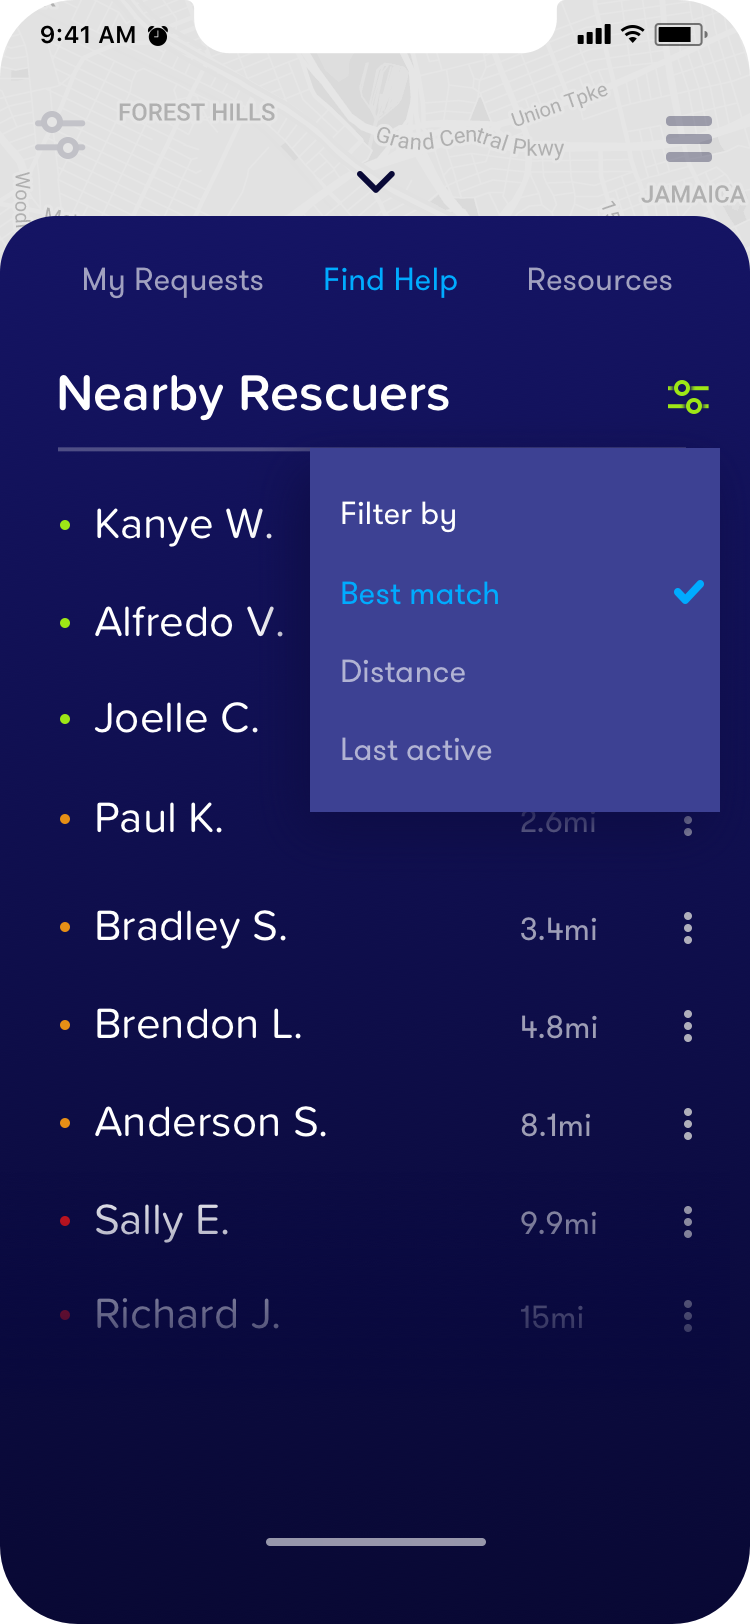 9:41 AM
FOREST HILLS
Union Tpke
Grand Central Pkwy
JAMAICA
My Requests Find Help Resources
Nearby Rescuers
Filter by
Best match
Distance
Last active
Kanye W.
Alfredo V.
Joelle C.
Paul K. 2.6mi
Bradley S. 3.4mi
Brendon L. 4.8mi
Anderson S. 8.1mi
Sally E. 9.9mi
Richard J. 15mi